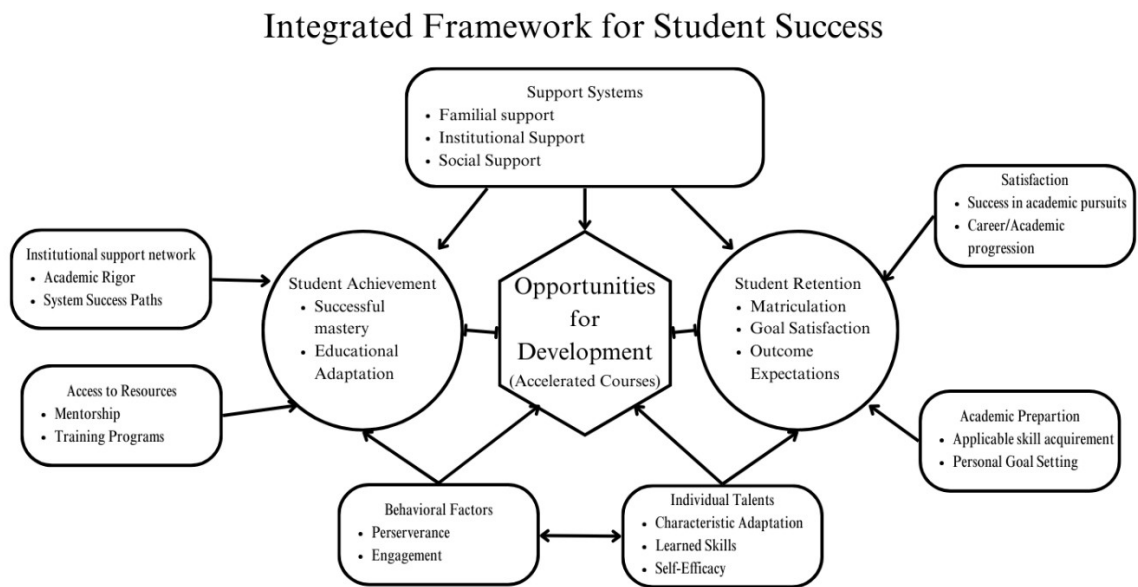 Integrated Framework for Student Success
Support Systems
• Familial support
• Institutional Support
• Social Support
Satisfaction
• Success in academic pursuits
• Career/Academic
progression
Institutional support network
• Academic Rigor
• System Success Paths
Student Achievement
• Successful
mastery
• Educational
Adaptation
Opportunities
for
Development
(Accelerated Courses)
Student Retention
• Matriculation
• Goal Satisfaction
• Outcome
Expectations
Access to Resources
• Mentorship
• Training Programs
Academic Prepartion
• Applicable skill acquirement
• Personal Goal Setting
Behavioral Factors
• Perserverance
• Engagement
Individual Talents
• Characteristic Adaptation
• Learned Skills
• Self-Efficacy